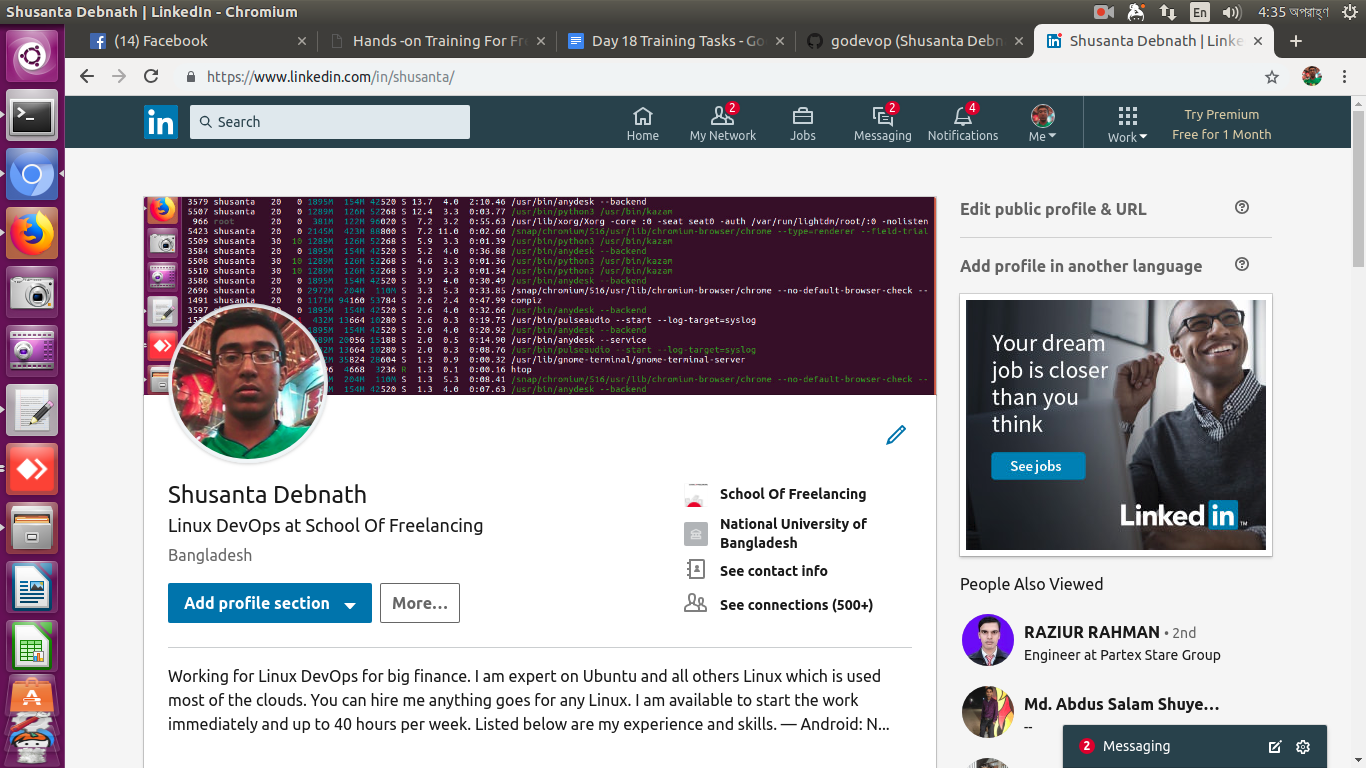 Shusanta Debnath | LinkedIn - Chromium
En
4:35 অপরাহ্ণ
(14) Facebook
Hands -on Training For Fre
Day 18 Training Tasks - Go
godevop (Shusanta Debn
Shusanta Debnath | Linke
https://www.linkedin.com/in/shusanta/
in
Search
Home
2
My Network
Jobs
2
Messaging
4
Notifications
Me
Work
Try Premium
Free for 1 Month
3579 shusanta 20 0 1895M 154M 42520 S 13.7 4.0 2:10.46 /usr/bin/anydesk --backend
5507 shusanta 20 0 1289M 126M 52268 S 12.4 3.3 0:03.77 /usr/bin/python3 /usr/bin/kazam
966 root 20 0 381M 122M 96020 S 7.2 3.2 0:55.63 /usr/lib/xorg/Xorg -core :0 -seat seat0 -auth /var/run/lightdm/root/:0 -nolisten
5423 shusanta 20 0 2145M 423M 80800 S 7.2 11.0 0:02.60 /snap/chromium/516/usr/lib/chromium-browser/chrome --type=renderer --field-trial
5509 shusanta 30 10 1289M 126M 52268 S 5.9 3.3 0:01.39 /usr/bin/python3 /usr/bin/kazam
3584 shusanta 20 0 1895M 154M 42520 S 5.2 4.0 0:36.88 /usr/bin/anydesk --backend
5508 shusanta 30 10 1289M 126M 52268 S 4.6 3.3 0:01.36 /usr/bin/python3 /usr/bin/kazam
5510 shusanta 30 10 1289M 126M 52268 S 3.9 3.3 0:01.34 /usr/bin/python3 /usr/bin/kazam
3586 shusanta 20 0 1895M 154M 42520 S 3.9 4.0 0:30.49 /usr/bin/anydesk --backend
2696 shusanta 20 0 2972M 204M 110M S 3.3 5.3 0:33.85 /snap/chromium/516/usr/lib/chromium-browser/chrome --no-default-browser-check --
1491 shusanta 20 0 1171M 94160 53784 S 2.6 2.4 0:47.99 compiz
3597 0 1895M 154M 42520 S 2.6 4.0 0:32.66 /usr/bin/anydesk --backend
432M 13664 10280 S 2.6 0.3 0:19.75 /usr/bin/pulseaudio --start --log-target=syslog
1895M 154M 42520 S 2.0 4.0 0:20.92 /usr/bin/anydesk --backend
20056 15188 S 2.0 0.5 0:14.90 /usr/bin/anydesk --service
13664 10280 S 2.0 0.3 0:08.76 /usr/bin/pulseaudio --start --log-target=syslog
35824 28604 S 1.3 0.9 0:00.32 /usr/lib/gnome-terminal/gnome-terminal-server
4668 3236 R 1.3 0.1 0:00.16 htop
204M 110M S 1.3 5.3 0:08.41 /snap/chromium/516/usr/lib/chromium-browser/chrome --no-default-browser-check --
154M 42520 S 1.3 4.0 0:07.63 /usr/bin/anydesk --backend
Shusanta Debnath
Linux DevOps at School Of Freelancing
Bangladesh
Add profile section
More...
School Of Freelancing
National University of
Bangladesh
See contact info
See connections (500+)
Working for Linux DevOps for big finance. I am expert on Ubuntu and all others Linux which is used
most of the clouds. You can hire me anything goes for any Linux. I am available to start the work
immediately and up to 40 hours per week. Listed below are my experience and skills. — Android: N...
Edit public profile & URL
Add profile in another language
Your dream
job is closer
than you
think
See jobs
Linked in
People Also Viewed
RAZIUR RAHMAN • 2nd
Engineer at Partex Stare Group
Md. Abdus Salam Shuye...
--
2 Messaging